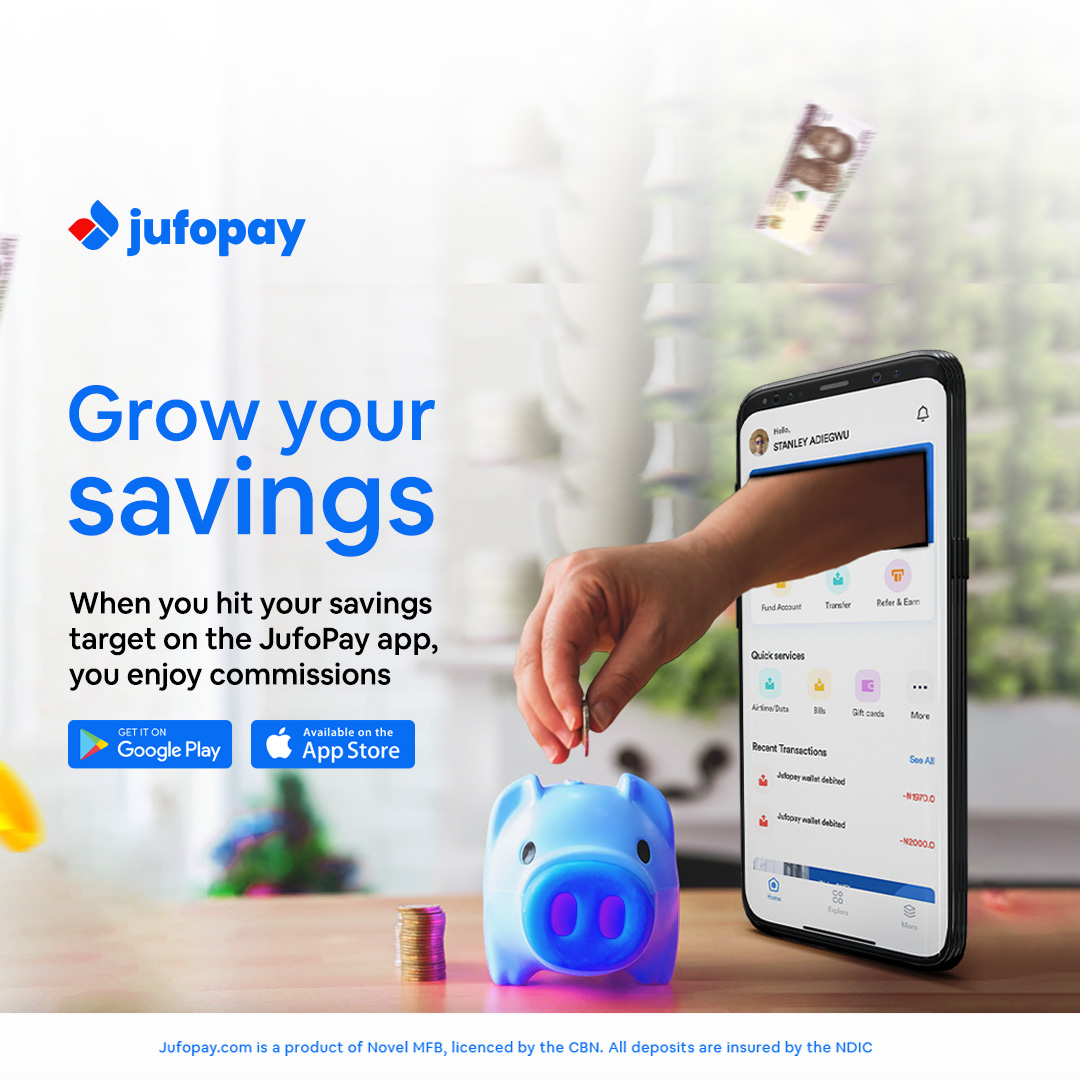 jufopay
Grow your
savings
When you hit your savings
target on the JufoPay app,
you enjoy commissions
GET IT ON
Google Play
Available on the
App Store
Hello,
STANLEY ADIEGWU
Fund Account Transfer Refer & Earn
Quick services
Airtime/Data Bills Gift cards More
Recent Transactions See All
Jufopay wallet debited
-₦1970.0
Jufopay wallet debited
-₦2000.0
Home Explore More
Jufopay.com is a product of Novel MFB, licenced by the CBN. All deposits are insured by the NDIC